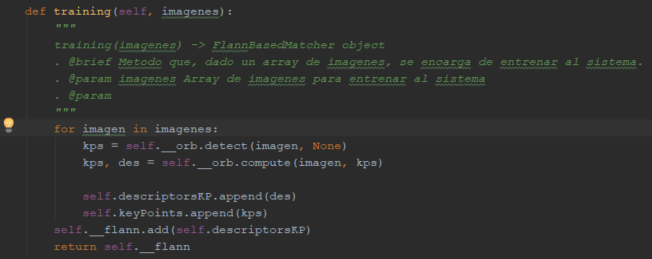 def training(self, imagenes):
"""
training(imagenes) -> FlannBasedMatcher object
. @brief Metodo que, dado un array de imagenes, se encarga de entrenar al sistema.
. @param imagenes Array de imagenes para entrenar al sistema
. @param
"""
for imagen in imagenes:
kps = self.__orb.detect(imagen, None)
kps, des = self.__orb.compute(imagen, kps)
self.descriptorsKP.append(des)
self.keyPoints.append(kps)
self.__flann.add(self.descriptorsKP)
return self.__flann